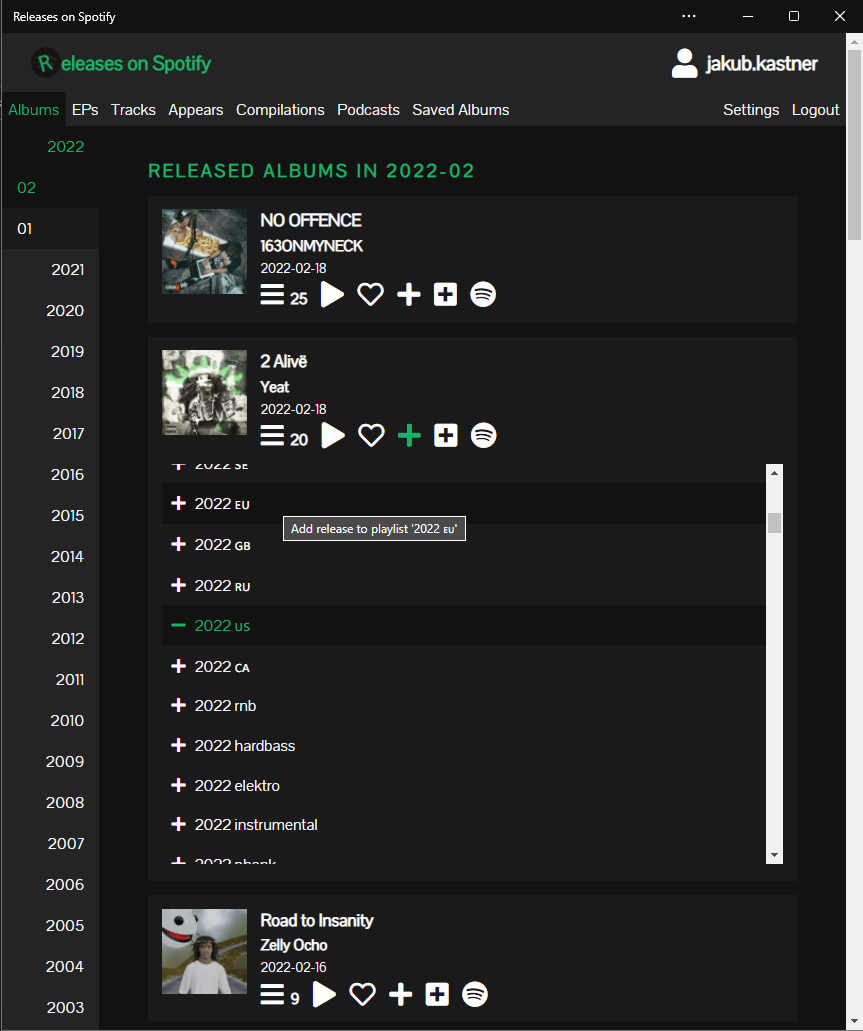 Releases on Spotify
Releases on Spotify
jakub.kastner
Albums EPs Tracks Appears Compilations Podcasts Saved Albums Settings Logout
2022
02
01
2021
2020
2019
2018
2017
2016
2015
2014
2013
2012
2011
2010
2009
2008
2007
2006
2005
2004
2003
RELEASED ALBUMS IN 2022-02
NO OFFENCE
163ONMYNECK
2022-02-18
25
2 Alivë
Yeat
2022-02-18
20
2022 SE
2022 EU
Add release to playlist '2022 EU'
2022 GB
2022 RU
2022 US
2022 CA
2022 rnb
2022 hardbass
2022 elektro
2022 instrumental
2022 phonk
Road to Insanity
Zelly Ocho
2022-02-16
9